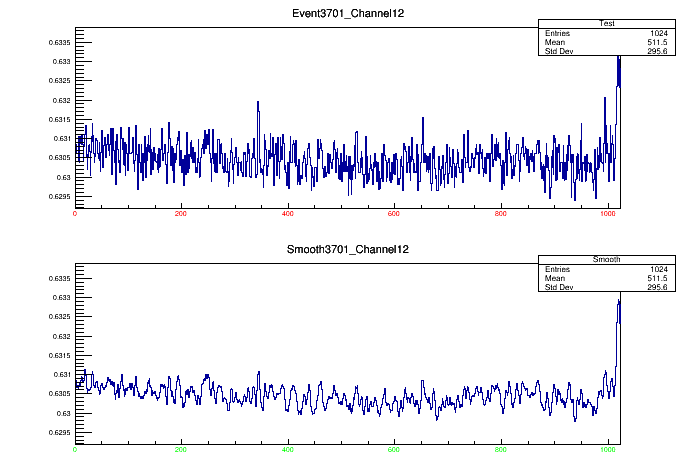 Event3701_Channel12
Test
Entries 1024
Mean 511.5
Std Dev 295.6
0.6335
0.633
0.6325
0.632
0.6315
0.631
0.6305
0.63
0.6295
0 200 400 600 800 1000
Smooth3701_Channel12
Smooth
Entries 1024
Mean 511.5
Std Dev 295.6
0.6335
0.633
0.6325
0.632
0.6315
0.631
0.6305
0.63
0.6295
0 200 400 600 800 1000